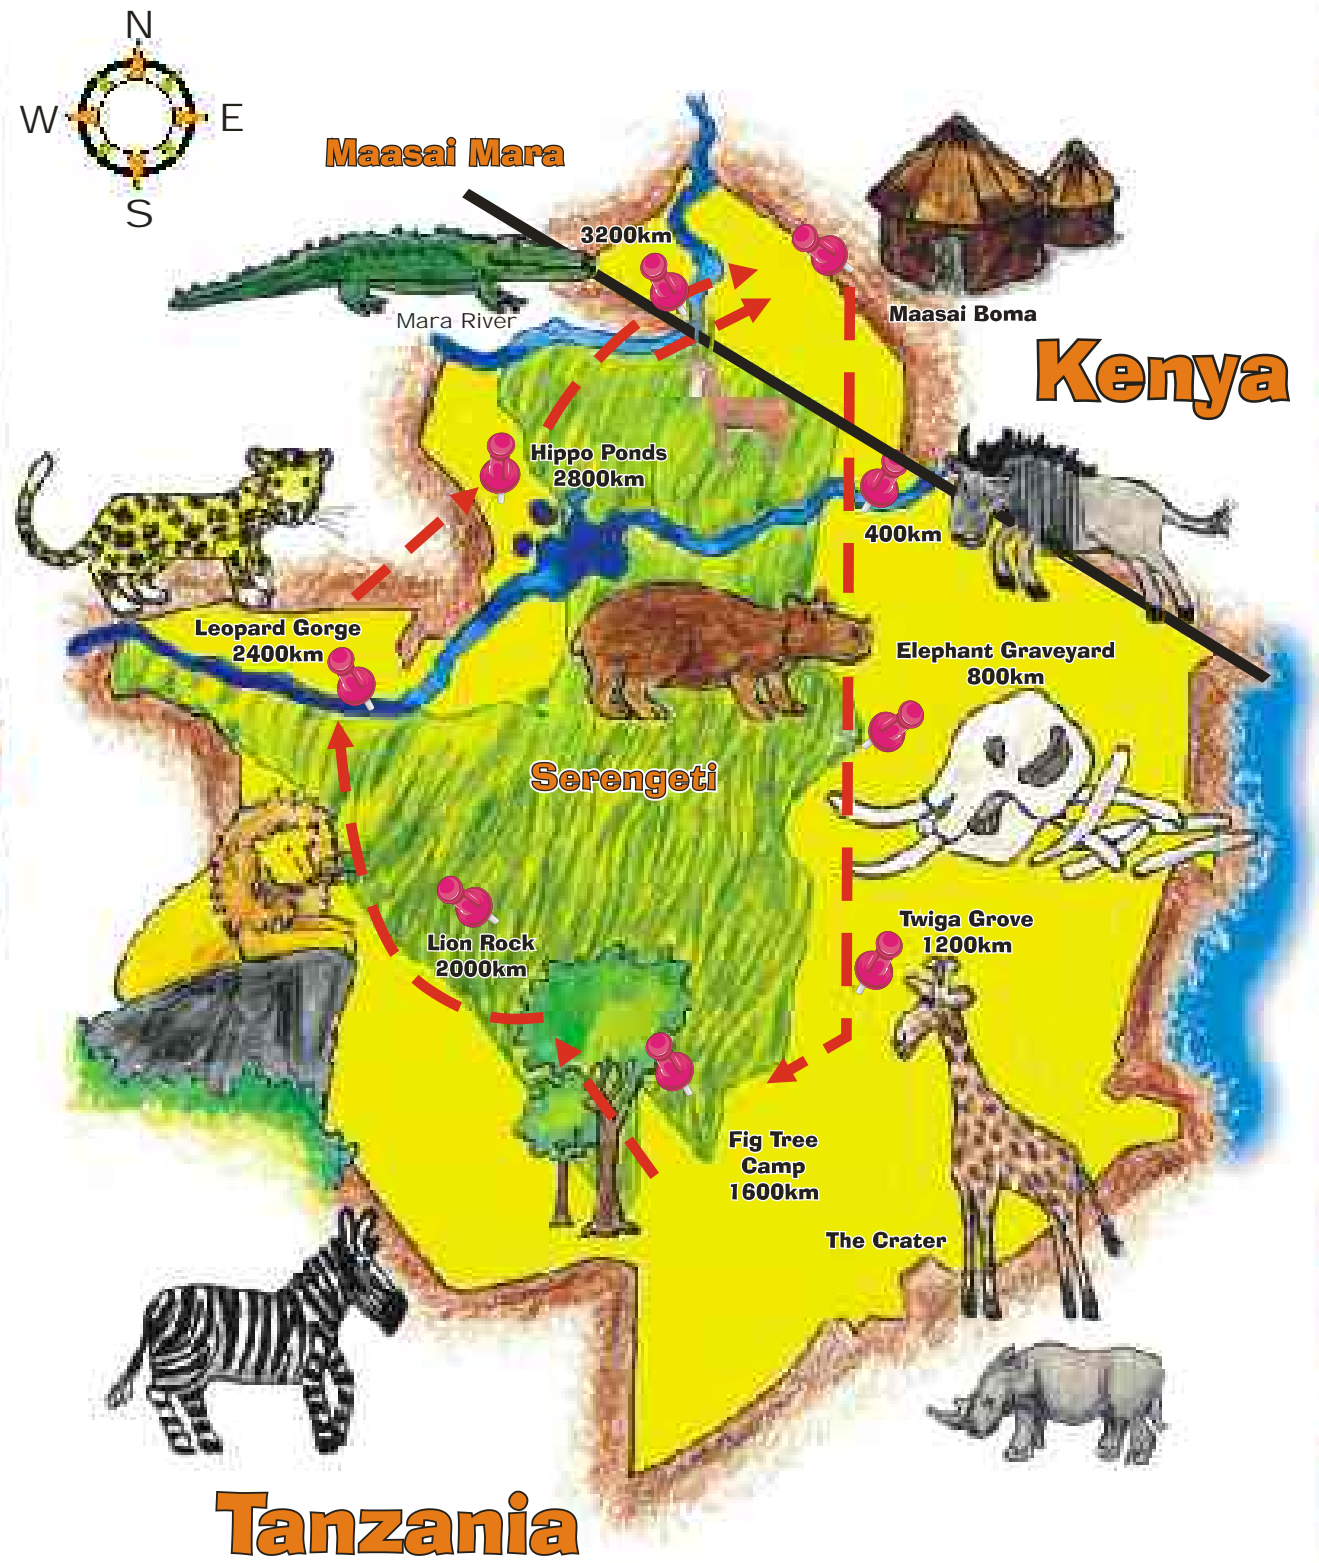 N
W
E
S
Maasai Mara
3200km
Mara River
Maasai Boma
Kenya
Hippo Ponds
2800km
400km
Leopard Gorge
2400km
Elephant Graveyard
800km
Serengeti
Twiga Grove
1200km
Lion Rock
2000km
Fig Tree
Camp
1600km
The Crater
Tanzania